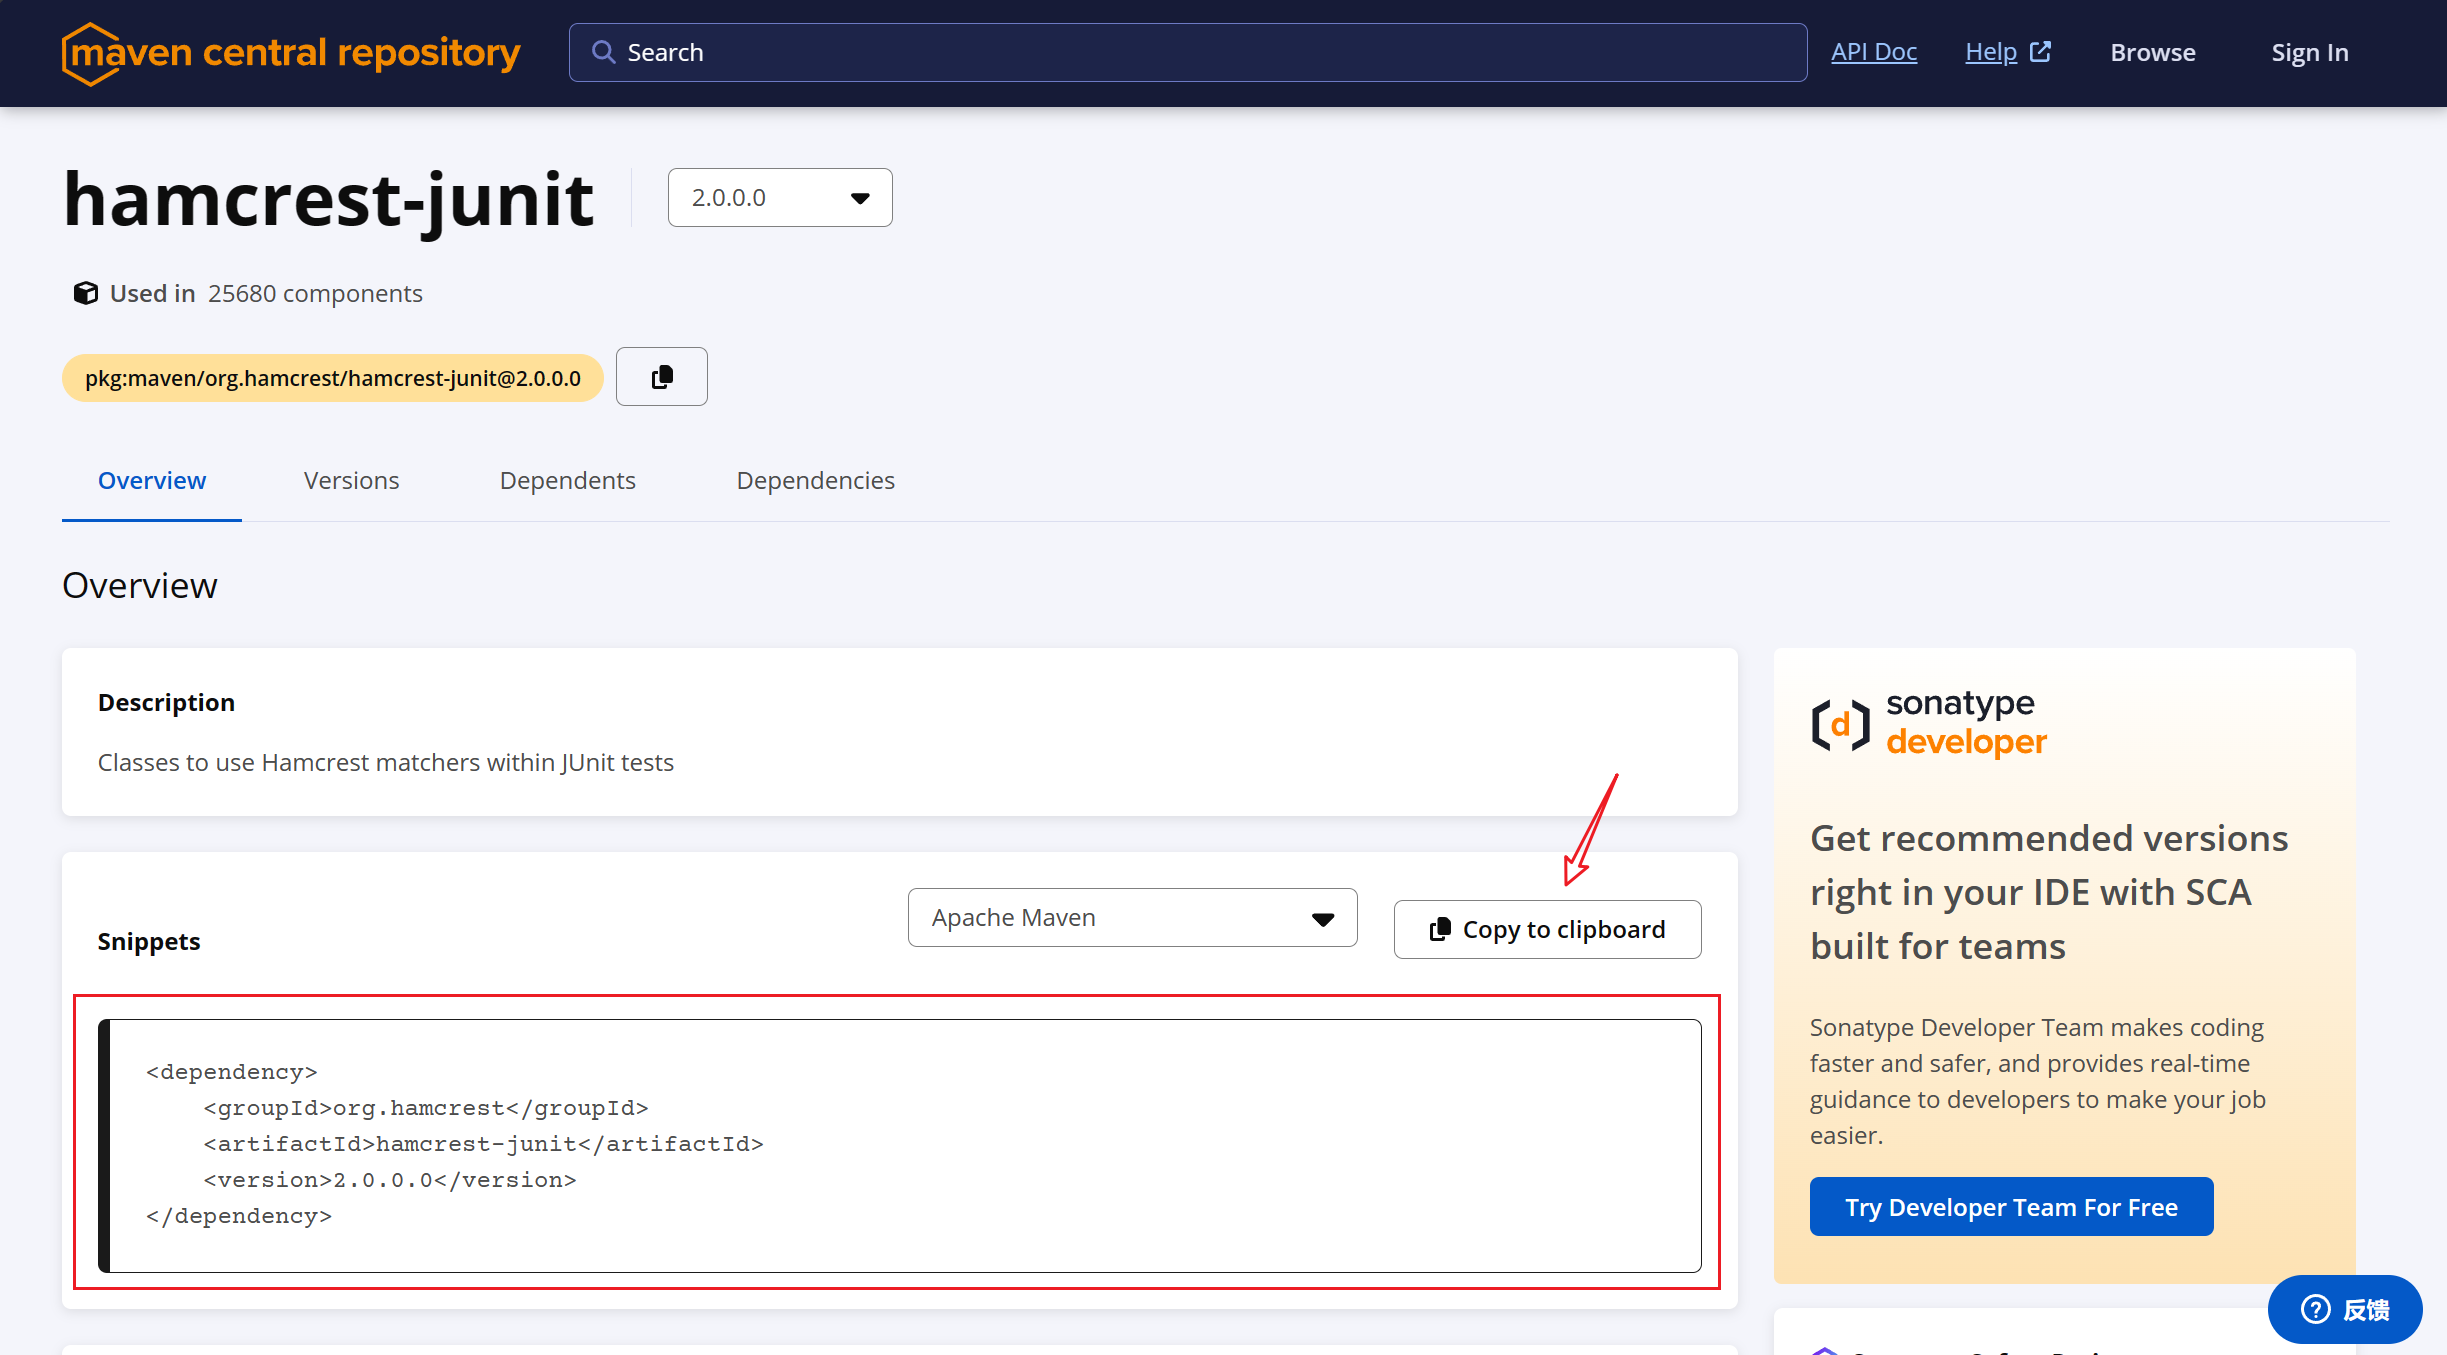 maven central repository
Search
API Doc
Help
Browse
Sign In
hamcrest-junit
2.0.0.0
Used in 25680 components
pkg:maven/org.hamcrest/hamcrest-junit@2.0.0.0
Overview
Versions
Dependents
Dependencies
Overview
Description
Classes to use Hamcrest matchers within JUnit tests
Snippets
Apache Maven
Copy to clipboard
<dependency>
    <groupId>org.hamcrest</groupId>
    <artifactId>hamcrest-junit</artifactId>
    <version>2.0.0.0</version>
</dependency>
sonatype
developer
Get recommended versions
right in your IDE with SCA
built for teams
Sonatype Developer Team makes coding
faster and safer, and provides real-time
guidance to developers to make your job
easier.
Try Developer Team For Free
反馈